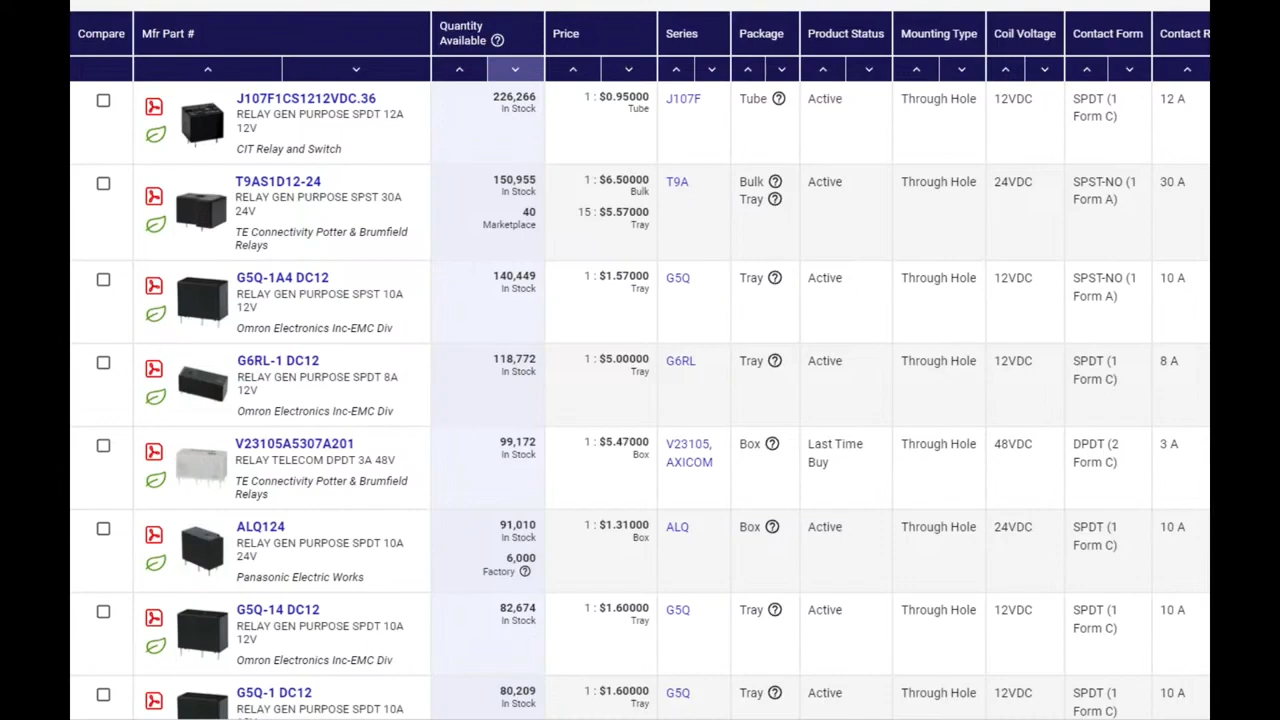 Compare Mfr Part # Quantity Available Price Series Package Product Status Mounting Type Coil Voltage Contact Form Contact R
J107F1CS1212VDC.36 226,266 1 : $0.95000 J107F Tube Active Through Hole 12VDC SPDT (1 12 A
RELAY GEN PURPOSE SPDT 12A In Stock Tube Form C)
12V
CIT Relay and Switch
T9AS1D12-24 150,955 1 : $6.50000 T9A Bulk Active Through Hole 24VDC SPST-NO (1 30 A
RELAY GEN PURPOSE SPST 30A In Stock Bulk Tray Form A)
24V 40 15 : $5.57000
TE Connectivity Potter & Brumfield Marketplace Tray
Relays
G5Q-1A4 DC12 140,449 1 : $1.57000 G5Q Tray Active Through Hole 12VDC SPST-NO (1 10 A
RELAY GEN PURPOSE SPST 10A In Stock Tray Form A)
12V
Omron Electronics Inc-EMC Div
G6RL-1 DC12 118,772 1 : $5.00000 G6RL Tray Active Through Hole 12VDC SPDT (1 8 A
RELAY GEN PURPOSE SPDT 8A In Stock Tray Form C)
12V
Omron Electronics Inc-EMC Div
V23105A5307A201 99,172 1 : $5.47000 V23105, Box Last Time Through Hole 48VDC DPDT (2 3 A
RELAY TELECOM DPDT 3A 48V In Stock Box AXICOM Buy Form C)
TE Connectivity Potter & Brumfield
Relays
ALQ124 91,010 1 : $1.31000 ALQ Box Active Through Hole 24VDC SPDT (1 10 A
RELAY GEN PURPOSE SPDT 10A In Stock Box Form C)
24V 6,000
Panasonic Electric Works Factory
G5Q-14 DC12 82,674 1 : $1.60000 G5Q Tray Active Through Hole 12VDC SPDT (1 10 A
RELAY GEN PURPOSE SPDT 10A In Stock Tray Form C)
12V
Omron Electronics Inc-EMC Div
G5Q-1 DC12 80,209 1 : $1.60000 G5Q Tray Active Through Hole 12VDC SPDT (1 10 A
RELAY GEN PURPOSE SPDT 10A In Stock Tray Form C)